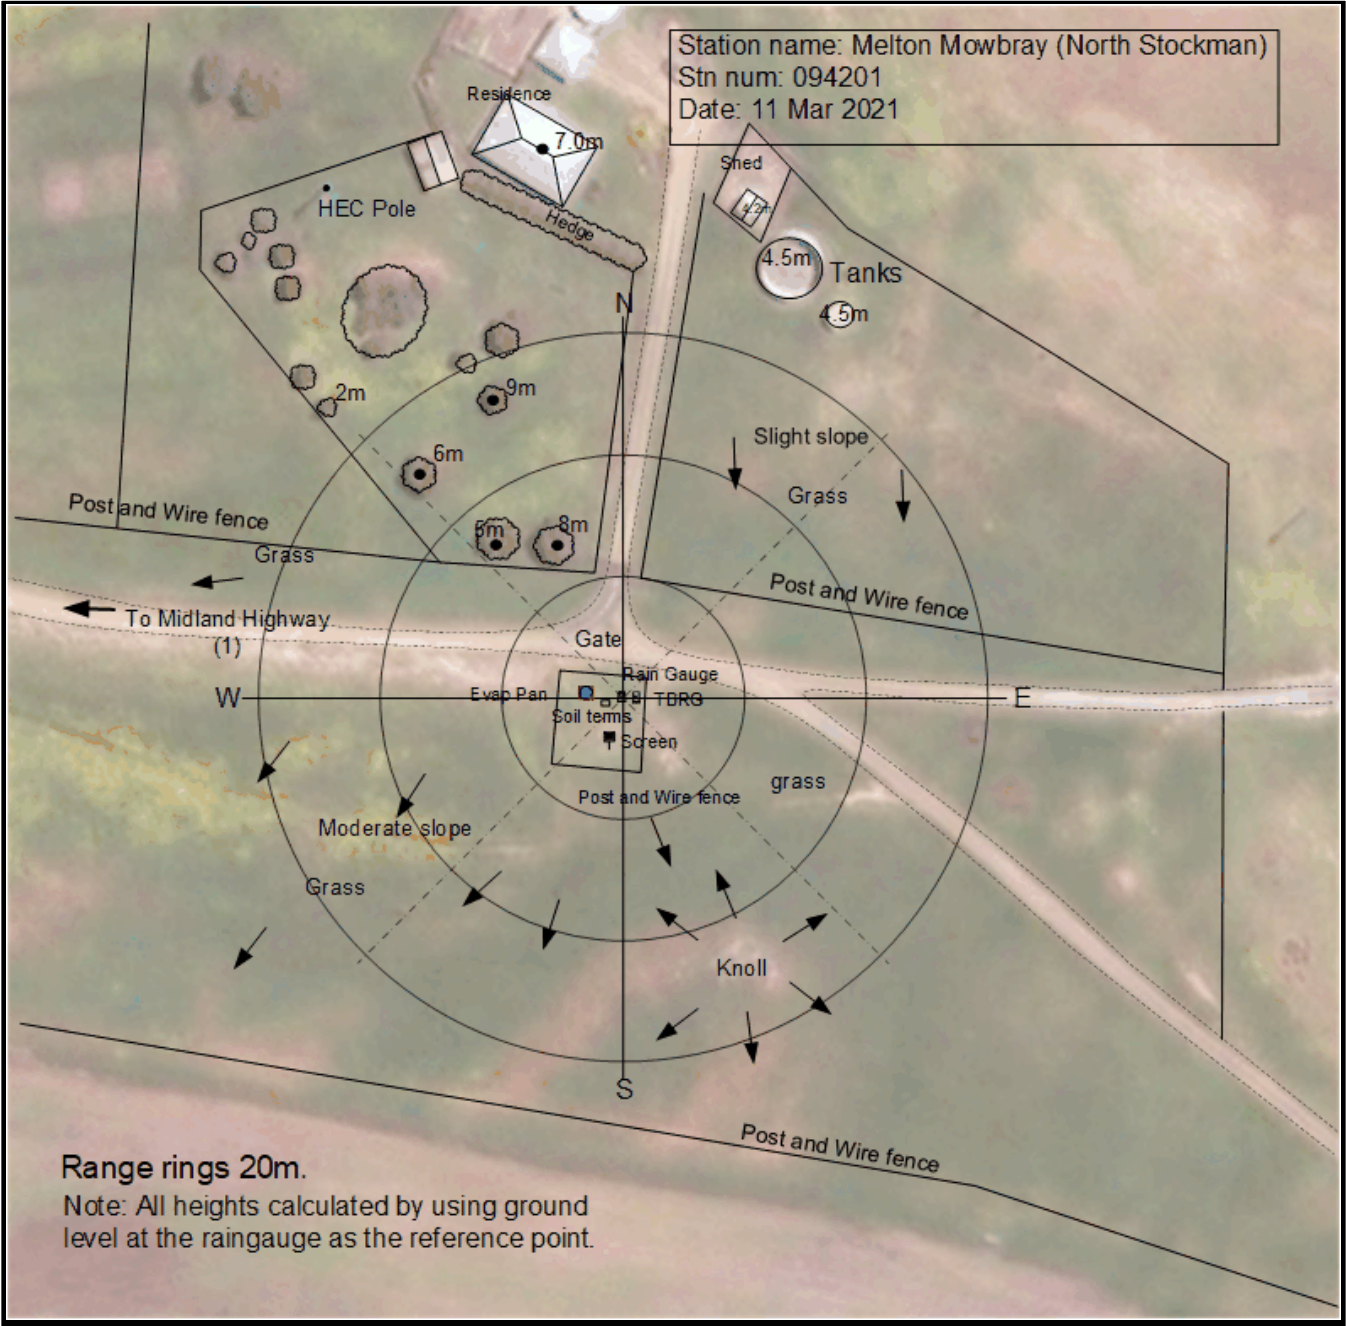 Station name: Melton Mowbray (North Stockman)
Stn num: 094201
Date: 11 Mar 2021
Residence
7.0m
Shed
4.2m
HEC Pole
Hedge
4.5m
Tanks
4.5m
N
2m
9m
6m
Slight slope
Grass
Post and Wire fence
5m
8m
Grass
Post and Wire fence
To Midland Highway
(1)
Gate
Rain Gauge
W
Evap Pan
TBRG
E
Soil tems
Screen
grass
Post and Wire fence
Moderate slope
Grass
Knoll
S
Post and Wire fence
Range rings 20m.
Note: All heights calculated by using ground
level at the raingauge as the reference point.